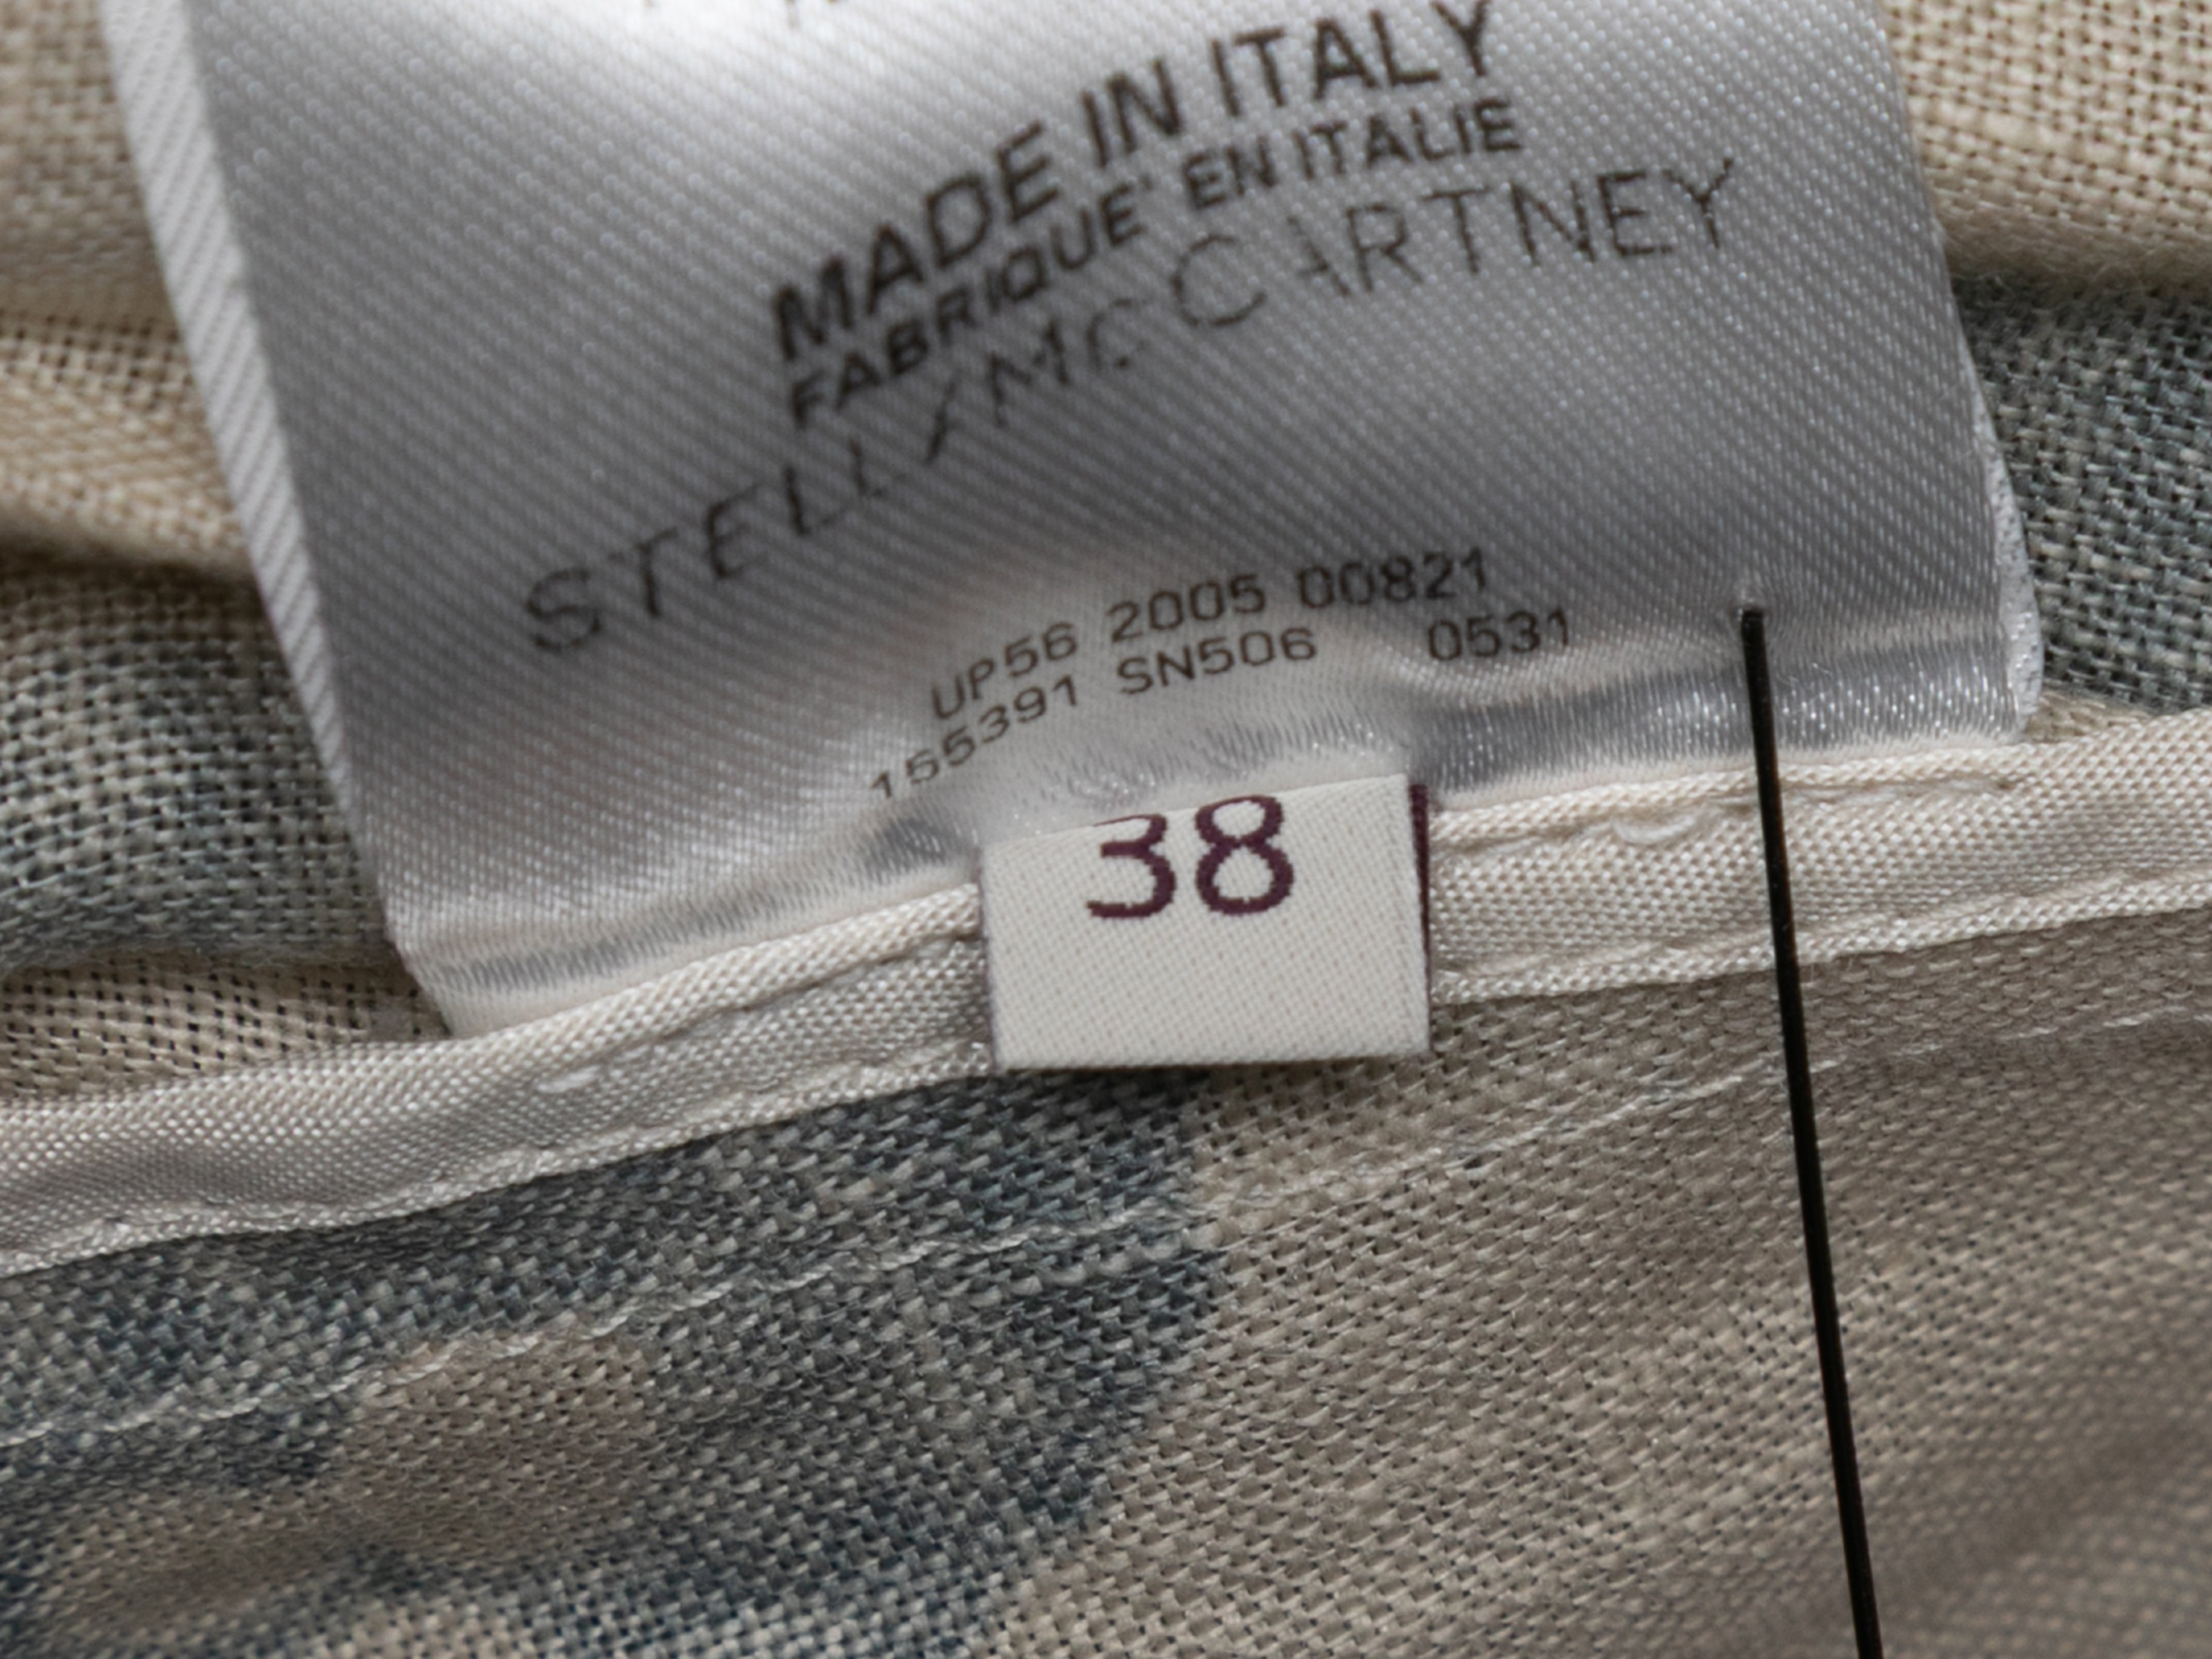 MADE IN ITALY
FABRIQUE' EN ITALIE
STELLA McCARTNEY
UP56 2005 00821
155391 SN506 0531
38